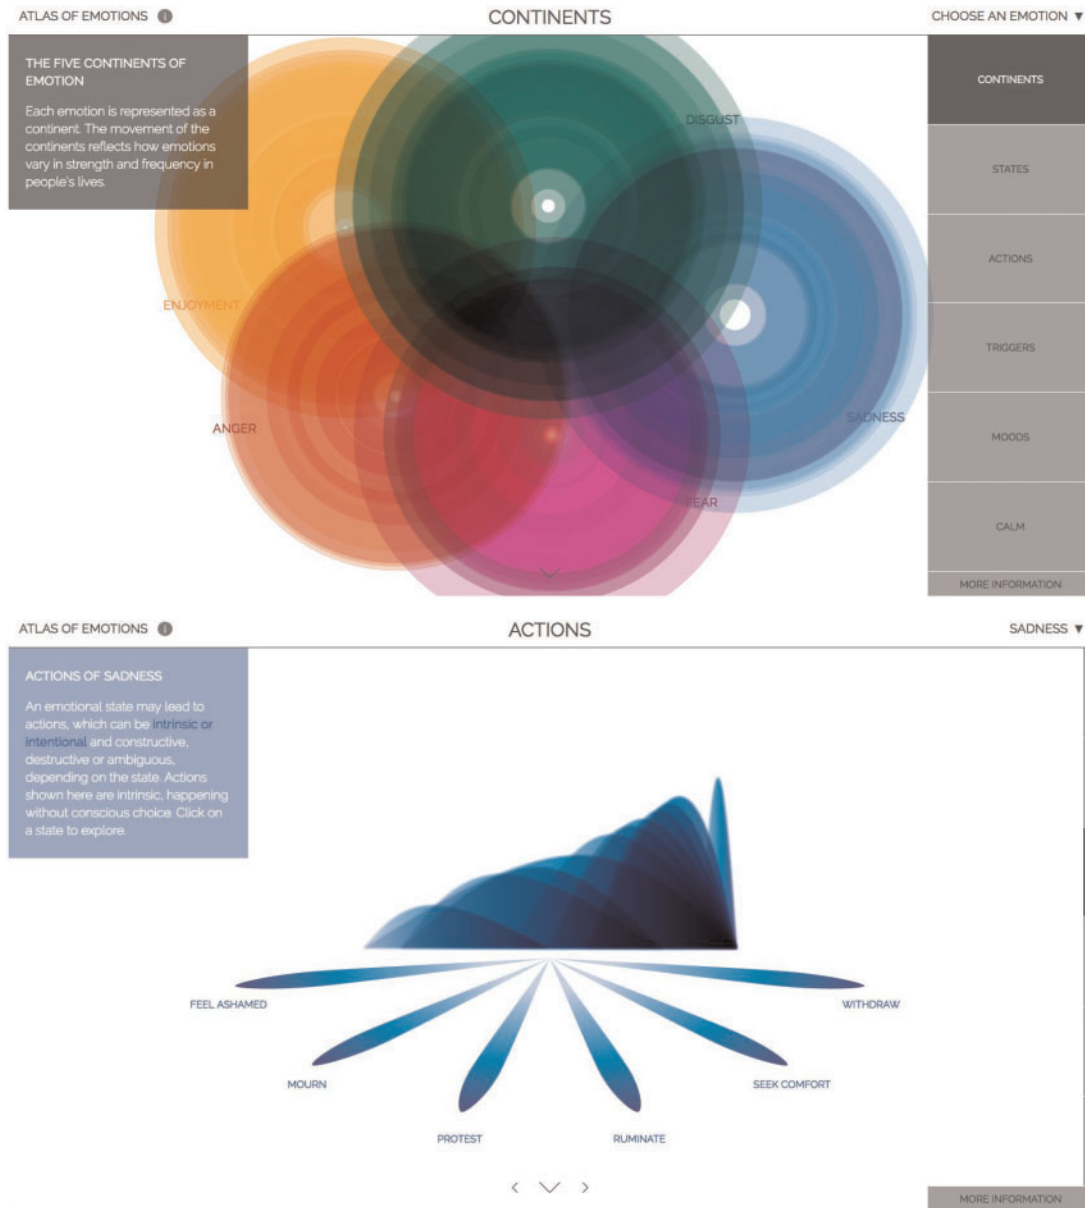 ATLAS OF EMOTIONS i
CONTINENTS
CHOOSE AN EMOTION ▼
THE FIVE CONTINENTS OF
EMOTION
Each emotion is represented as a
continent. The movement of the
continents reflects how emotions
vary in strength and frequency in
people's lives.
DISGUST
ENJOYMENT
ANGER
SADNESS
FEAR
CONTINENTS
STATES
ACTIONS
TRIGGERS
MOODS
CALM
MORE INFORMATION
ATLAS OF EMOTIONS i
ACTIONS
SADNESS ▼
ACTIONS OF SADNESS
An emotional state may lead to
actions, which can be intrinsic or
intentional and constructive,
destructive or ambiguous,
depending on the state. Actions
shown here are intrinsic, happening
without conscious choice. Click on
a state to explore.
FEEL ASHAMED
WITHDRAW
MOURN
SEEK COMFORT
PROTEST
RUMINATE
MORE INFORMATION